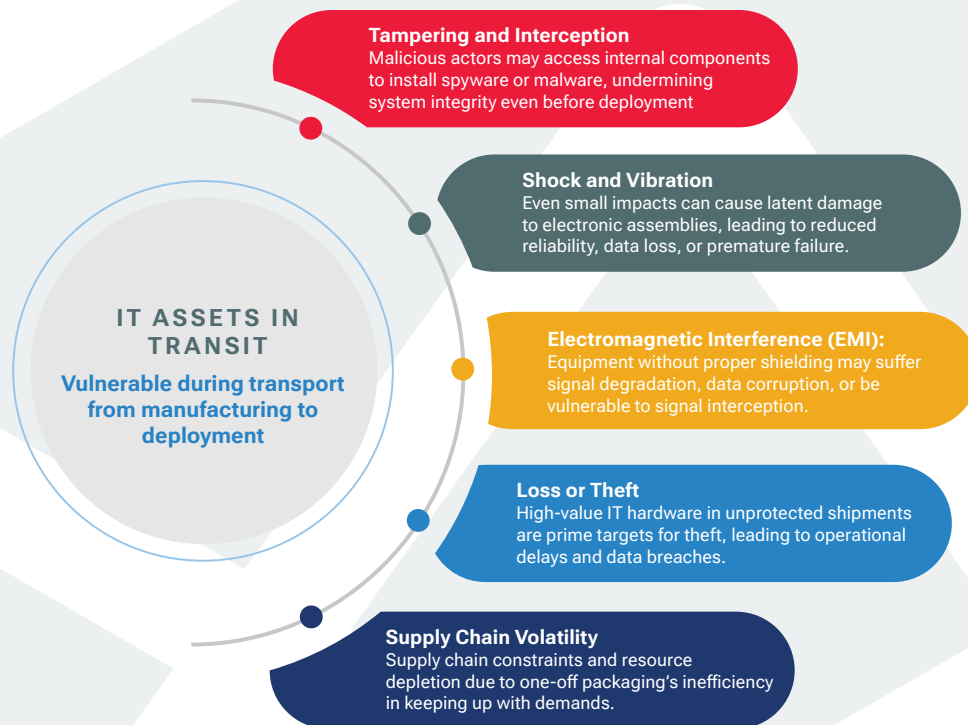 Tampering and Interception
Malicious actors may access internal components
to install spyware or malware, undermining
system integrity even before deployment
Shock and Vibration
Even small impacts can cause latent damage
to electronic assemblies, leading to reduced
reliability, data loss, or premature failure.
IT ASSETS IN
TRANSIT
Vulnerable during transport
from manufacturing to
deployment
Electromagnetic Interference (EMI):
Equipment without proper shielding may suffer
signal degradation, data corruption, or be
vulnerable to signal interception.
Loss or Theft
High-value IT hardware in unprotected shipments
are prime targets for theft, leading to operational
delays and data breaches.
Supply Chain Volatility
Supply chain constraints and resource
depletion due to one-off packaging’s inefficiency
in keeping up with demands.